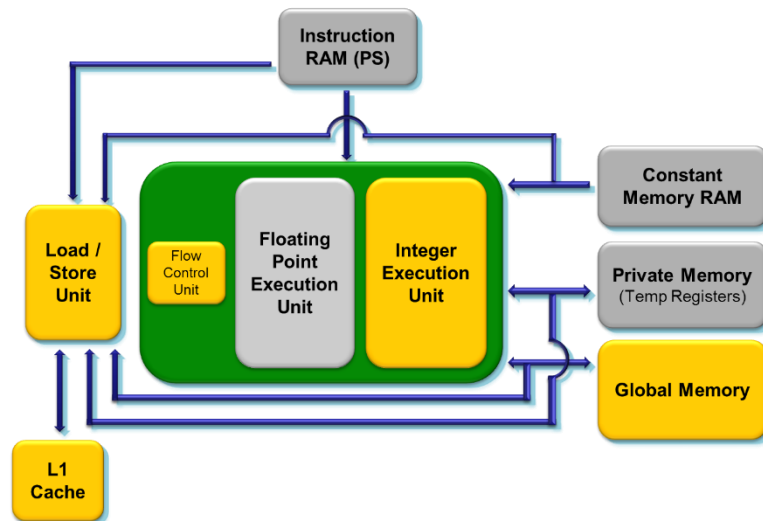 Instruction
RAM (PS)
Constant
Memory RAM
Load /
Store
Unit
Flow
Control
Unit
Floating
Point
Execution
Unit
Integer
Execution
Unit
Private Memory
(Temp Registers)
Global Memory
L1
Cache